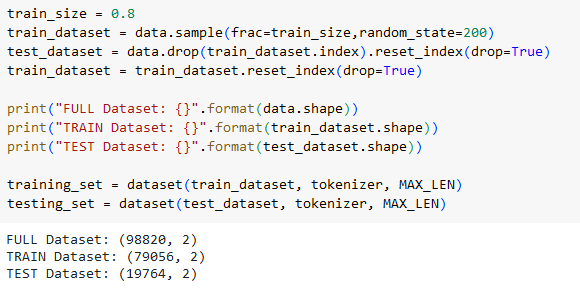 train_size = 0.8
train_dataset = data.sample(frac=train_size,random_state=200)
test_dataset = data.drop(train_dataset.index).reset_index(drop=True)
train_dataset = train_dataset.reset_index(drop=True)
print("FULL Dataset: {}".format(data.shape))
print("TRAIN Dataset: {}".format(train_dataset.shape))
print("TEST Dataset: {}".format(test_dataset.shape))
training_set = dataset(train_dataset, tokenizer, MAX_LEN)
testing_set = dataset(test_dataset, tokenizer, MAX_LEN)
FULL Dataset: (98820, 2)
TRAIN Dataset: (79056, 2)
TEST Dataset: (19764, 2)